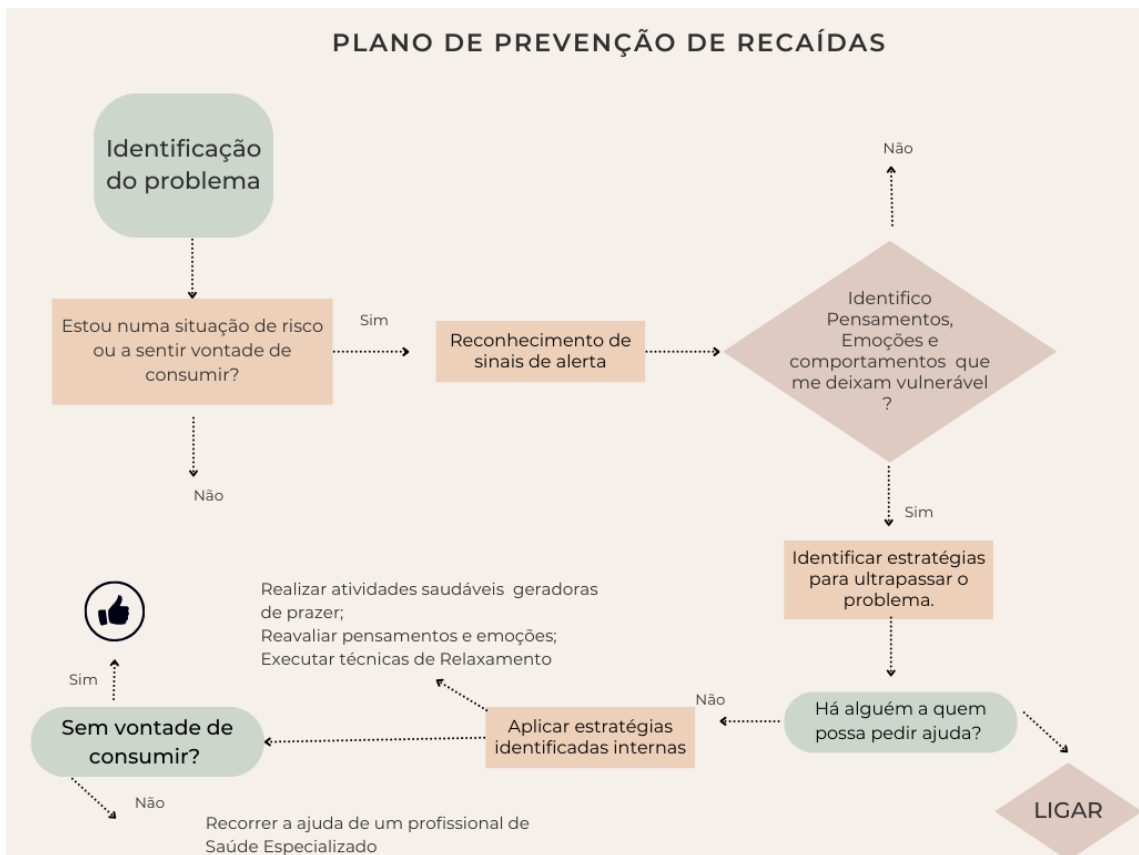 PLANO DE PREVENÇÃO DE RECAÍDAS
Identificação
do problema
Não
Estou numa situação de risco
ou a sentir vontade de
consumir?
Sim
Reconhecimento de
sinais de alerta
Identifico
Pensamentos,
Emoções e
comportamentos que
me deixam vulnerável
?
Não
Sim
Identificar estratégias
para ultrapassar o
problema.
Realizar atividades saudáveis geradoras
de prazer;
Reavaliar pensamentos e emoções;
Executar técnicas de Relaxamento
Sim
Sem vontade de
consumir?
Aplicar estratégias
identificadas internas
Não
Há alguém a quem
possa pedir ajuda?
LIGAR
Não
Recorrer a ajuda de um profissional de
Saúde Especializado